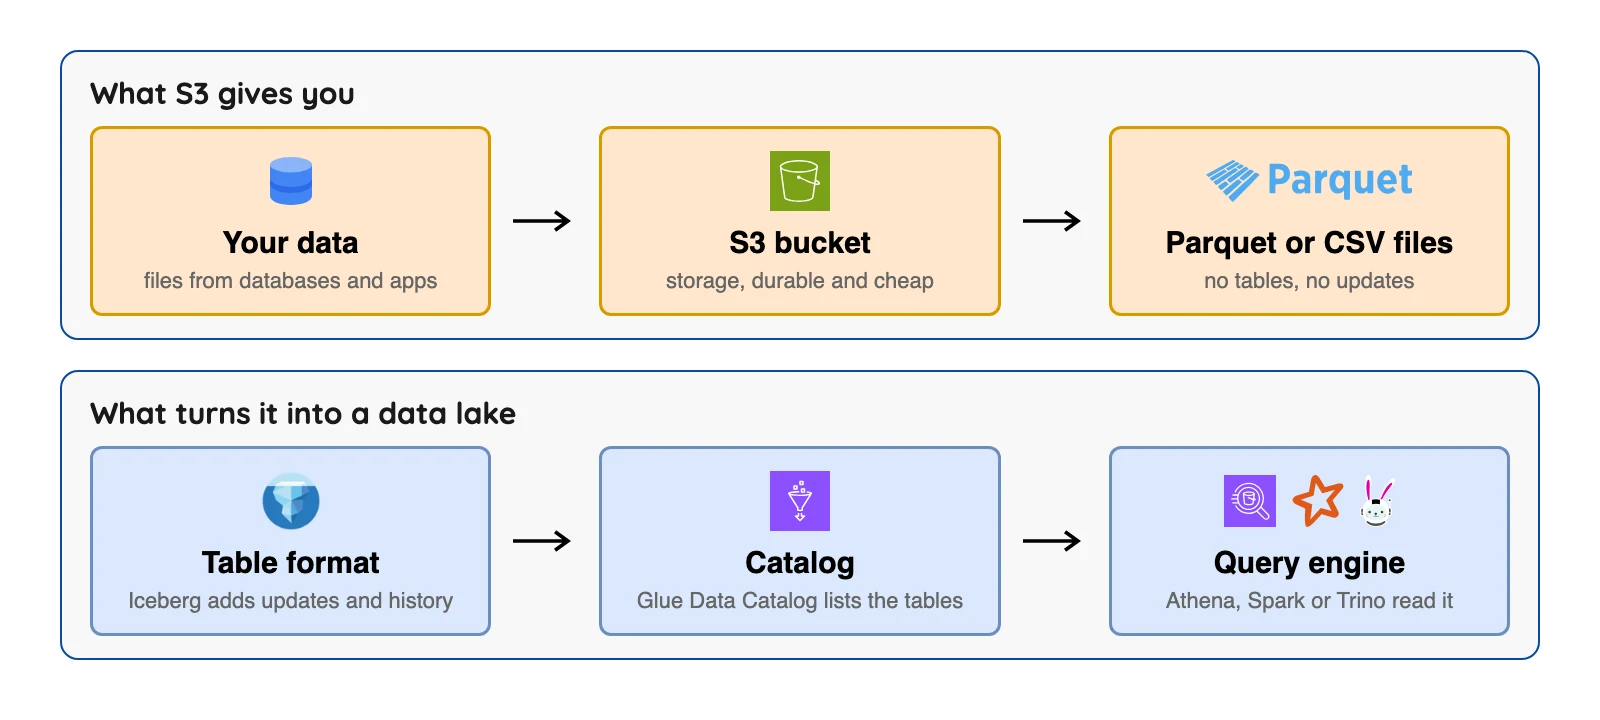 What S3 gives you
Your data
files from databases and apps
S3 bucket
storage, durable and cheap
Parquet
Parquet or CSV files
no tables, no updates
What turns it into a data lake
Table format
Iceberg adds updates and history
Catalog
Glue Data Catalog lists the tables
Query engine
Athena, Spark or Trino read it